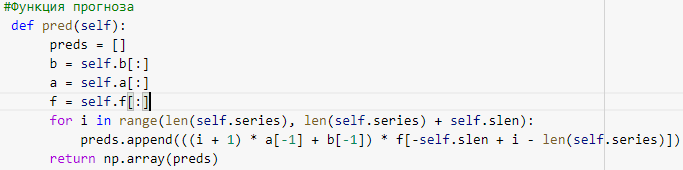 #Функция прогноза
def pred(self):
preds = []
b = self.b[:]
a = self.a[:]
f = self.f[:]
for i in range(len(self.series), len(self.series) + self.slen):
preds.append(((i + 1) * a[-1] + b[-1]) * f[-self.slen + i - len(self.series)])
return np.array(preds)